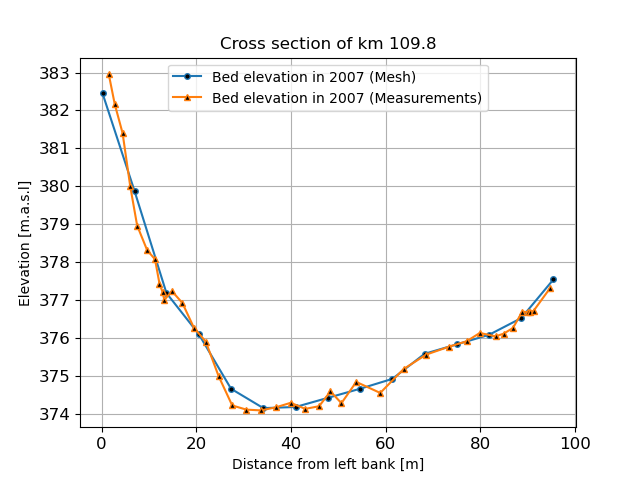 Cross section of km 109.8
Bed elevation in 2007 (Mesh)
Bed elevation in 2007 (Measurements)
Elevation [m.a.s.l]
383
382
381
380
379
378
377
376
375
374
0 20 40 60 80 100
Distance from left bank [m]